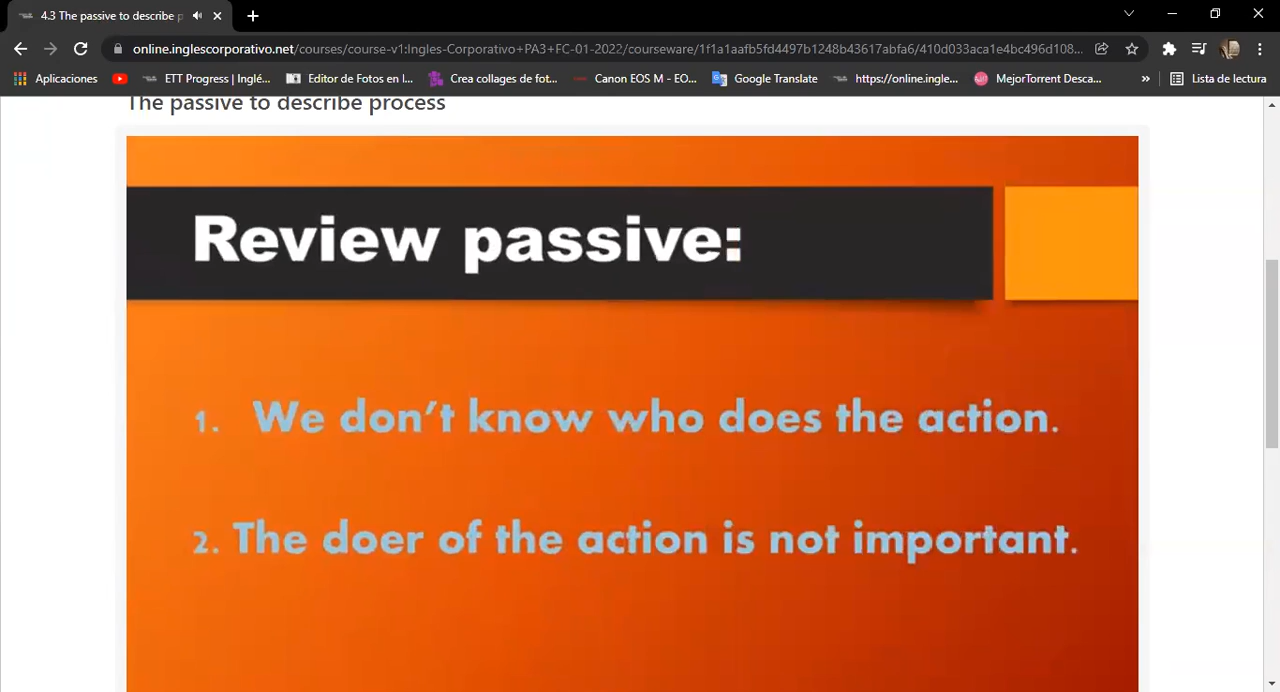 4.3 The passive to describe p
online.inglescorporativo.net/courses/course-v1:Ingles-Corporativo+PA3+FC-01-2022/courseware/1f1a1aafb5fd4497b1248b43617abfa6/410d033aca1e4bc496d108...
Aplicaciones
ETT Progress | Inglé...
Editor de Fotos en l...
Crea collages de fot...
Canon EOS M - EO...
Google Translate
https://online.ingle...
MejorTorrent Desca...
»
Lista de lectura
The passive to describe process
Review passive:
1. We don't know who does the action.
2. The doer of the action is not important.